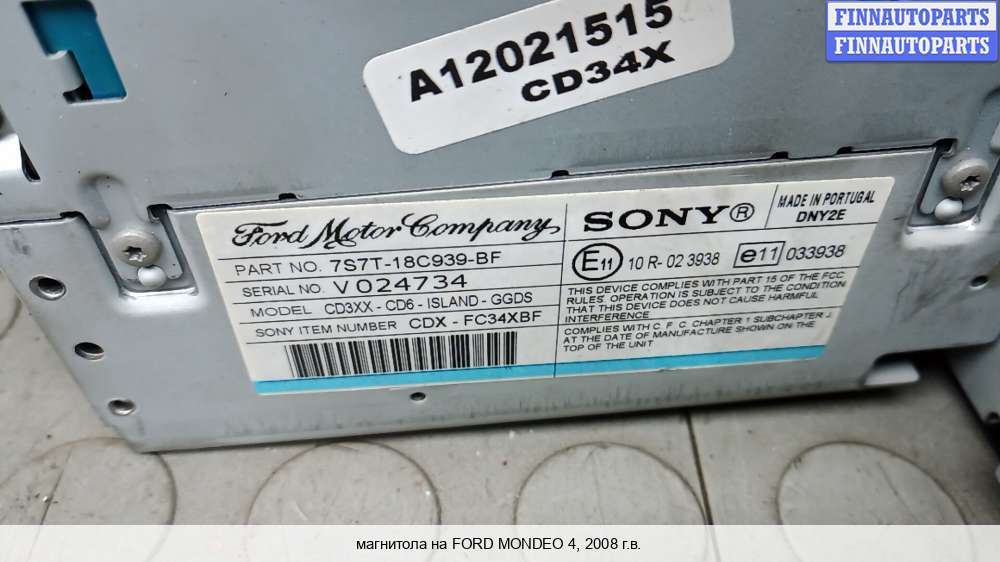 FINNAUTOPARTS
FINNAUTOPARTS
A12021515
CD34X
Ford Motor Company
PART NO. 7S7T-18C939-BF
SERIAL NO. V024734
MODEL CD3XX - CD6 - ISLAND - GGDS
SONY ITEM NUMBER CDX - FC34XBF
SONY®
MADE IN PORTUGAL
DNY2E
E11 10 R- 02 3938 e11 033938
THIS DEVICE COMPLIES WITH PART 15 OF THE FCC
RULES. OPERATION IS SUBJECT TO THE CONDITION
THAT THIS DEVICE DOES NOT CAUSE HARMFUL
INTERFERENCE
COMPLIES WITH C. F. C. CHAPTER 1 SUBCHAPTER J.
AT THE DATE OF MANUFACTURE SHOWN ON THE
TOP OF THE UNIT
магнитола на FORD MONDEO 4, 2008 г.в.